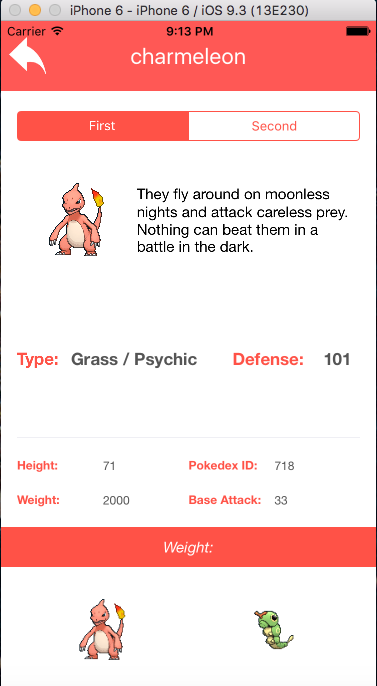 iPhone 6 - iPhone 6 / iOS 9.3 (13E230)
Carrier 9:13 PM
charmeleon
First Second
They fly around on moonless
nights and attack careless prey.
Nothing can beat them in a
battle in the dark.
Type: Grass / Psychic Defense: 101
Height: 71 Pokedex ID: 718
Weight: 2000 Base Attack: 33
Weight: